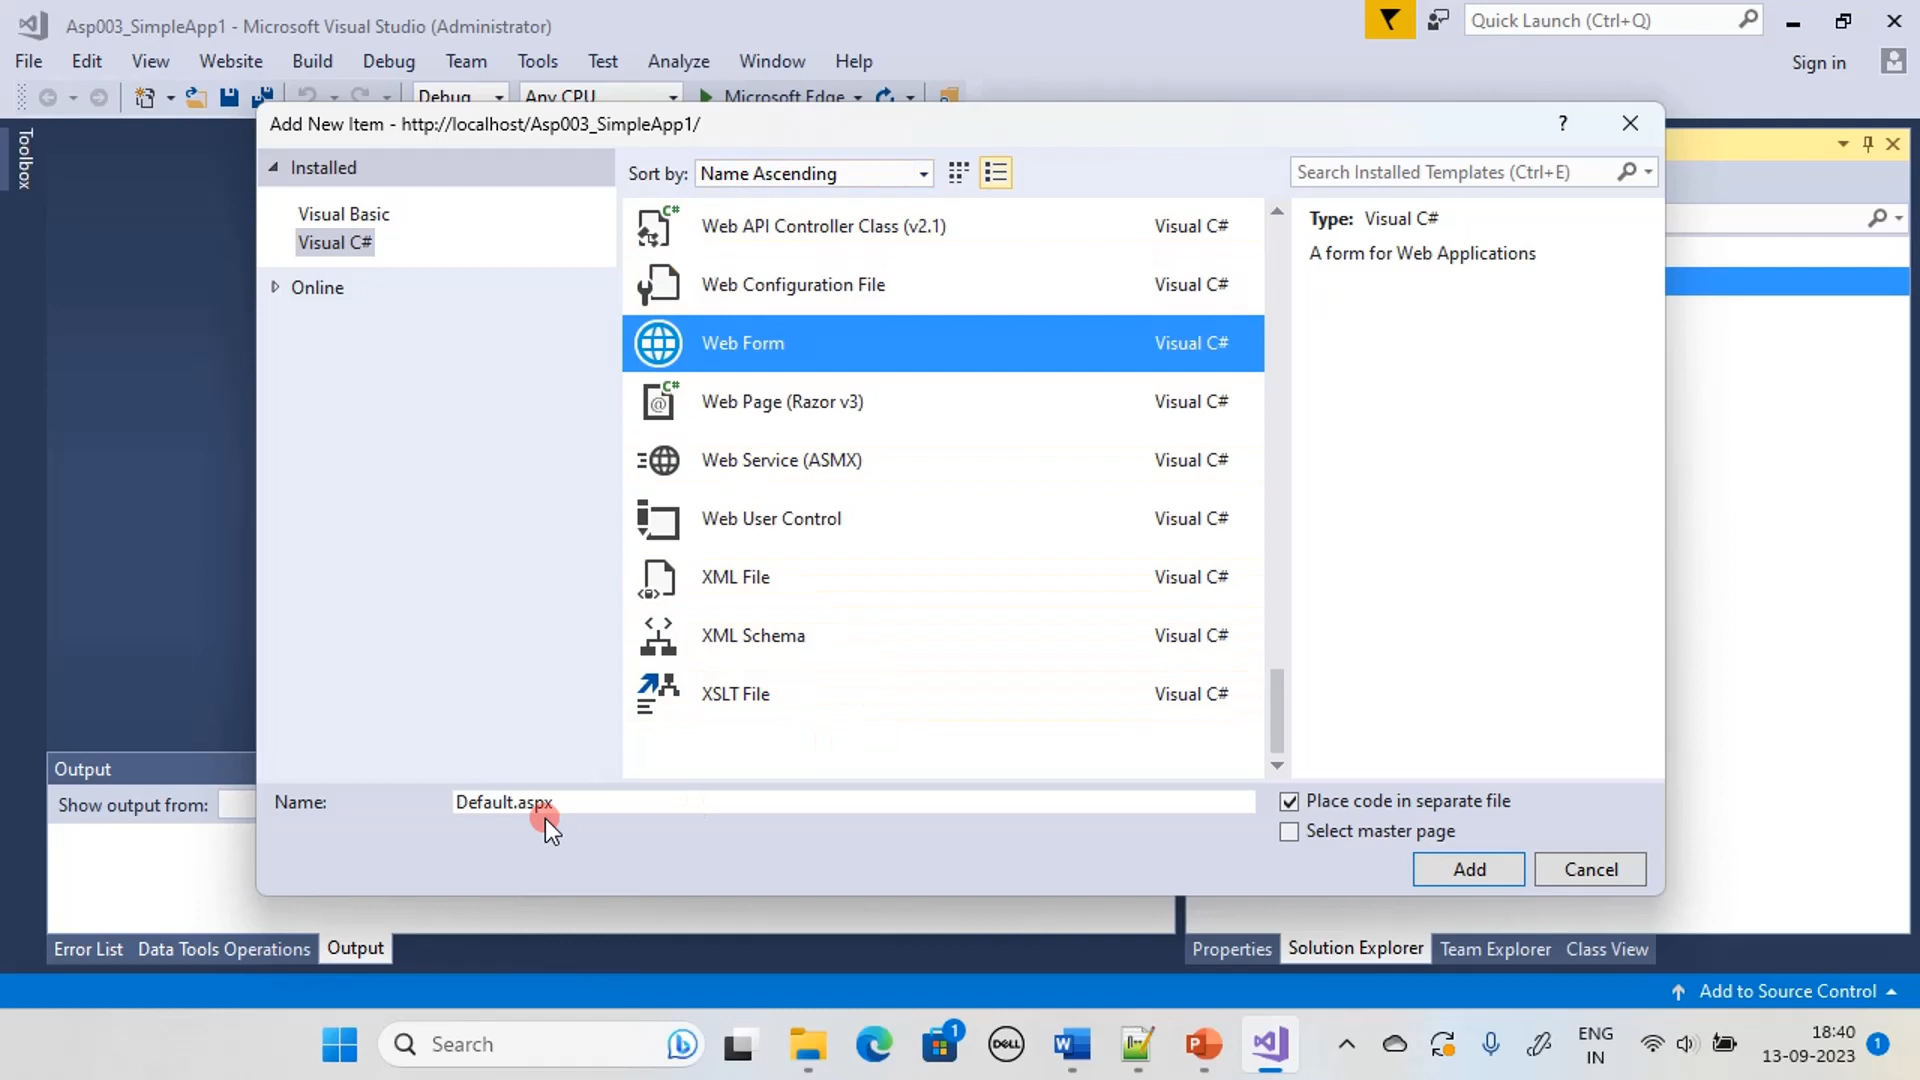 Asp003_SimpleApp1 - Microsoft Visual Studio (Administrator)
Quick Launch (Ctrl+Q)
File Edit View Website Build Debug Team Tools Test Analyze Window Help
Sign in
Debug Any CPU Microsoft Edge
Toolbox
Add New Item - http://localhost/Asp003_SimpleApp1/
?
Installed
Sort by: Name Ascending
Search Installed Templates (Ctrl+E)
Visual Basic
Visual C#
Online
Web API Controller Class (v2.1) Visual C#
Web Configuration File Visual C#
Web Form Visual C#
Web Page (Razor v3) Visual C#
Web Service (ASMX) Visual C#
Web User Control Visual C#
XML File Visual C#
XML Schema Visual C#
XSLT File Visual C#
Type: Visual C#
A form for Web Applications
Output
Show output from:
Name: Default.aspx
Place code in separate file
Select master page
Add Cancel
Error List Data Tools Operations Output
Properties Solution Explorer Team Explorer Class View
Add to Source Control
Search
1
DELL
ENG
IN
18:40
13-09-2023
1